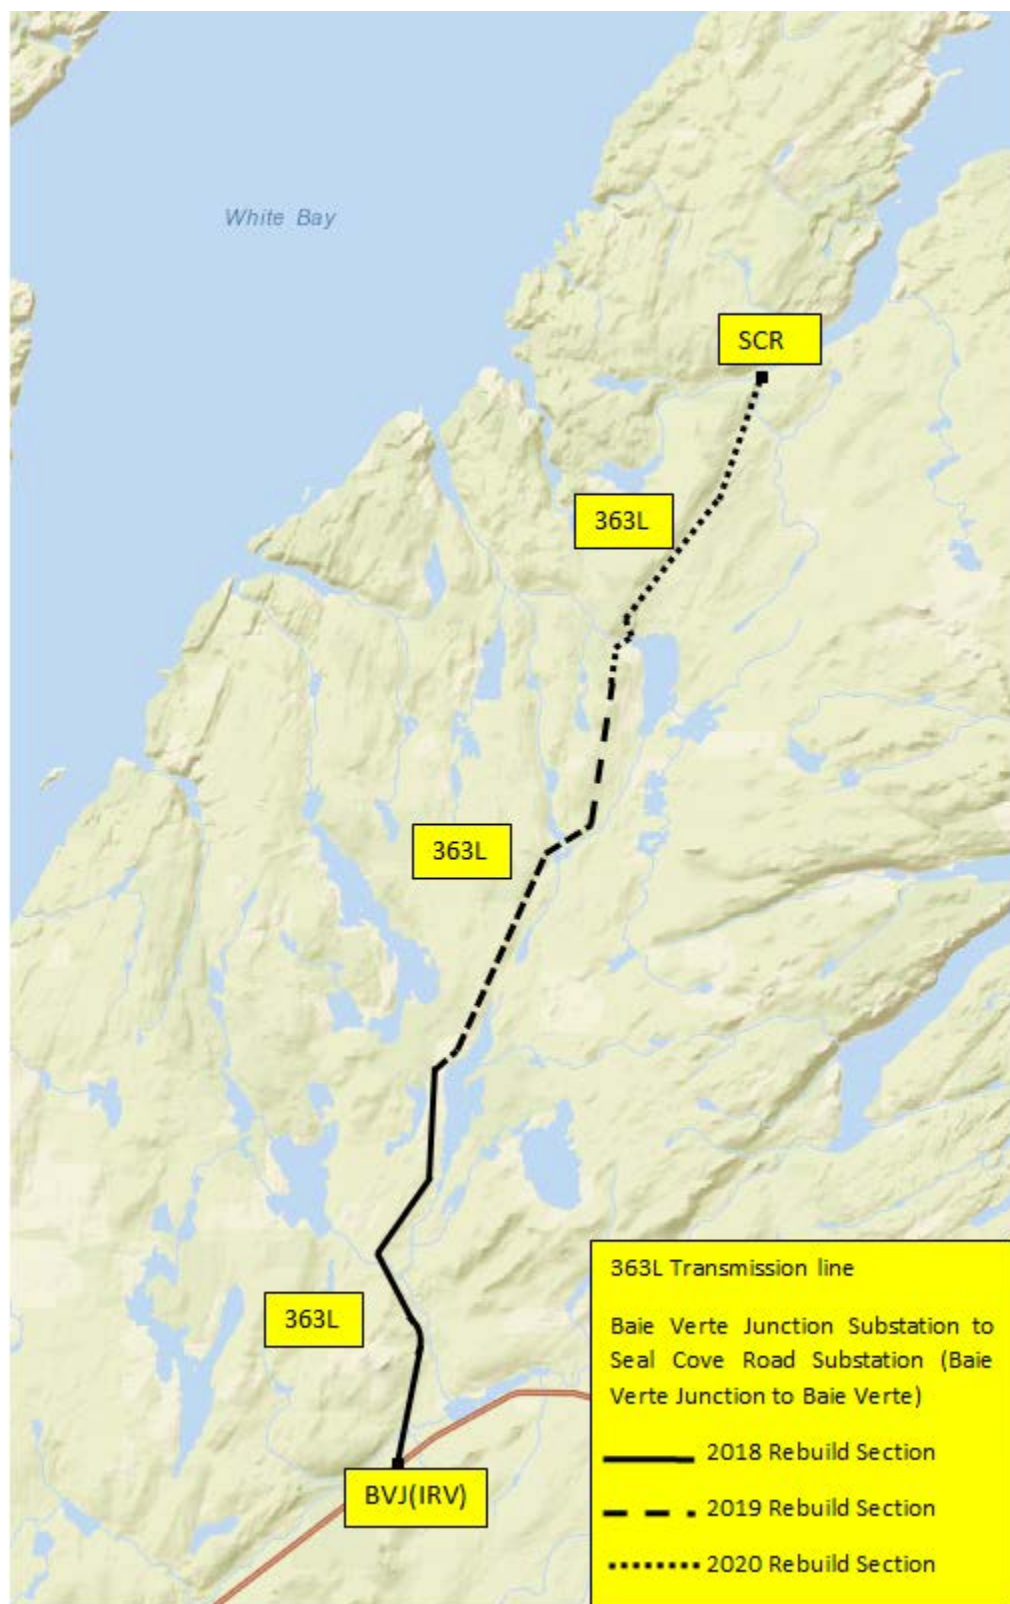 White Bay
SCR
363L
363L
363L
BVJ(IRV)
363L Transmission line
Baie Verte Junction Substation to
Seal Cove Road Substation (Baie
Verte Junction to Baie Verte)
2018 Rebuild Section
2019 Rebuild Section
2020 Rebuild Section